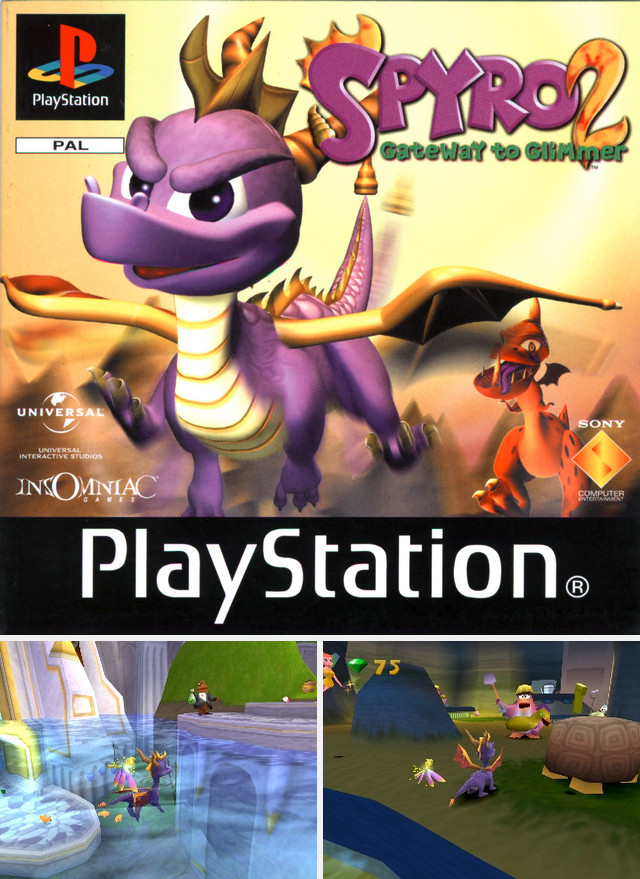 PlayStation
PAL
SPYRO 2
Gateway to Glimmer
TM
UNIVERSAL
UNIVERSAL
INTERACTIVE STUDIOS
INSOMNIAC
GAMES
SONY
COMPUTER
ENTERTAINMENT
PlayStation®
75